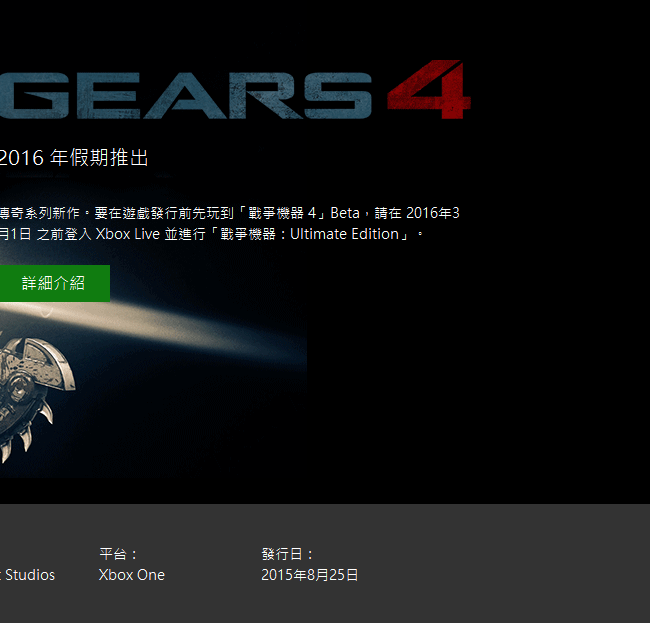 GEARS 4
2016 年假期推出
傳奇系列新作。要在遊戲發行前先玩到「戰爭機器 4」Beta，請在 2016年3
月1日 之前登入 Xbox Live 並進行「戰爭機器：Ultimate Edition」。
詳細介紹
平台：
發行日：
Studios
Xbox One
2015年8月25日